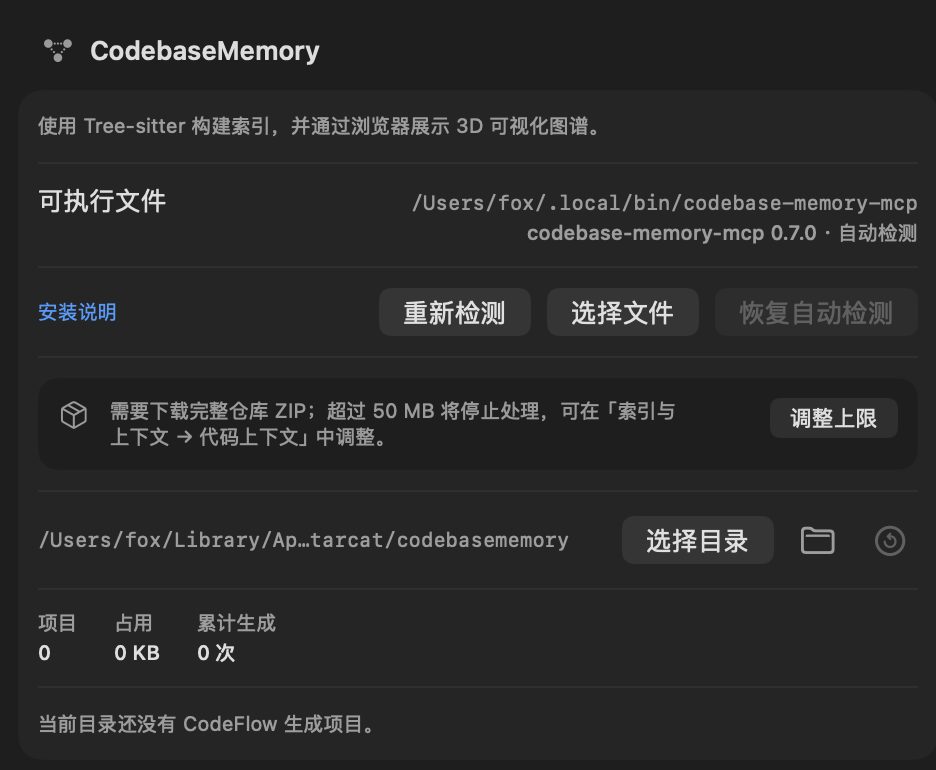 CodebaseMemory
使用 Tree-sitter 构建索引，并通过浏览器展示 3D 可视化图谱。
可执行文件
/Users/fox/.local/bin/codebase-memory-mcp
codebase-memory-mcp 0.7.0 · 自动检测
安装说明
重新检测
选择文件
恢复自动检测
需要下载完整仓库 ZIP；超过 50 MB 将停止处理，可在「索引与
上下文 → 代码上下文」中调整。
调整上限
/Users/fox/Library/Ap…tarcat/codebasememory
选择目录
项目 占用 累计生成
0 0 KB 0 次
当前目录还没有 CodeFlow 生成项目。